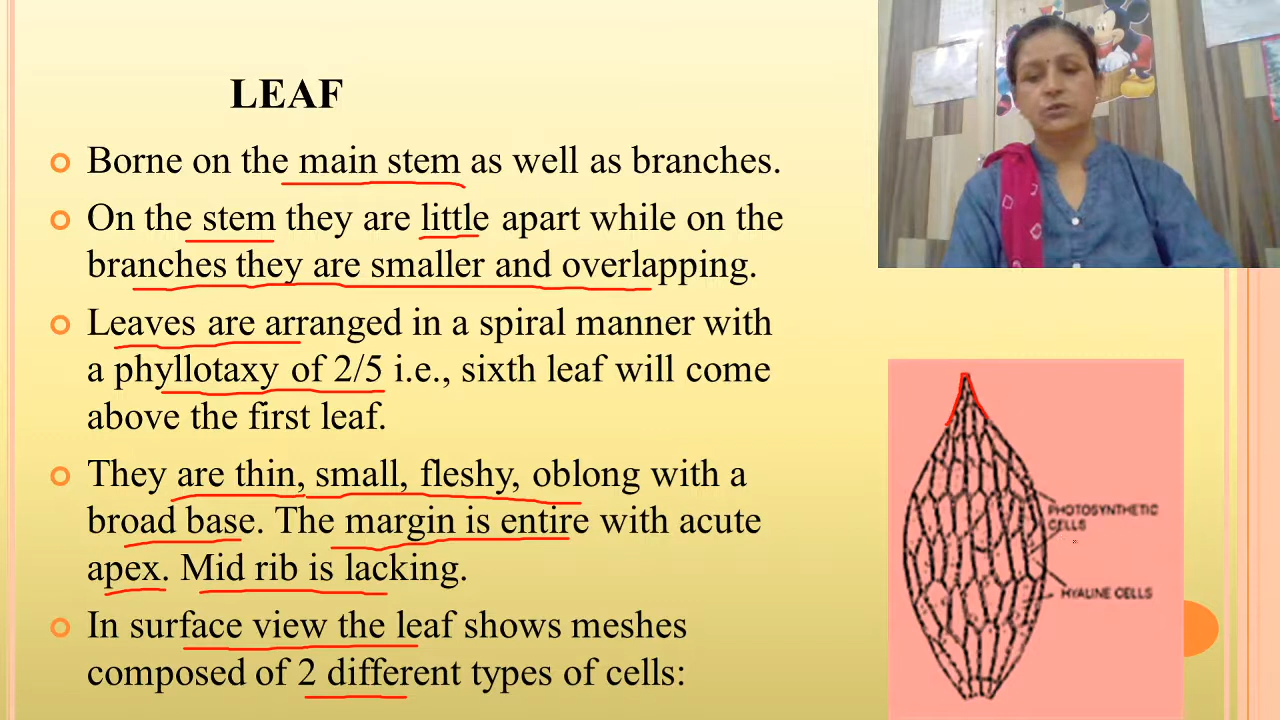 LEAF
Borne on the main stem as well as branches.
On the stem they are little apart while on the
branches they are smaller and overlapping.
Leaves are arranged in a spiral manner with
a phyllotaxy of 2/5 i.e., sixth leaf will come
above the first leaf.
They are thin, small, fleshy, oblong with a
broad base. The margin is entire with acute
apex. Mid rib is lacking.
In surface view the leaf shows meshes
composed of 2 different types of cells:
PHOTOSYNTHETIC
CELLS
HYALINE CELLS